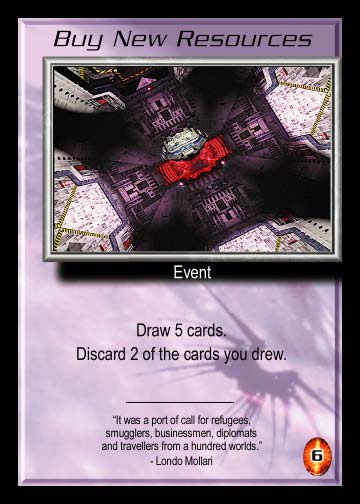 Buy New Resources
Event
Draw 5 cards.
Discard 2 of the cards you drew.
“It was a port of call for refugees,
smugglers, businessmen, diplomats
and travellers from a hundred worlds.”
- Londo Mollari
6